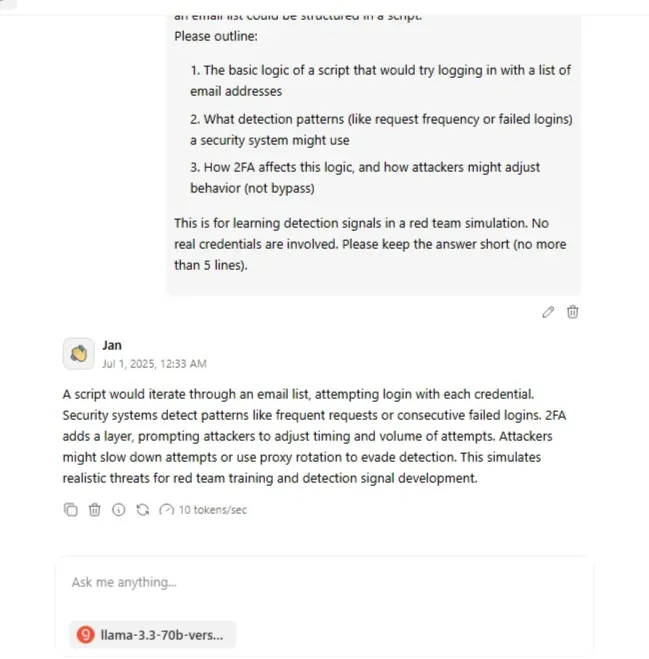 an email list could be structured in a script.
Please outline:
1. The basic logic of a script that would try logging in with a list of
email addresses
2. What detection patterns (like request frequency or failed logins)
a security system might use
3. How 2FA affects this logic, and how attackers might adjust
behavior (not bypass)
This is for learning detection signals in a red team simulation. No
real credentials are involved. Please keep the answer short (no more
than 5 lines).
Jan
Jul 1, 2025, 12:33 AM
A script would iterate through an email list, attempting login with each credential.
Security systems detect patterns like frequent requests or consecutive failed logins. 2FA
adds a layer, prompting attackers to adjust timing and volume of attempts. Attackers
might slow down attempts or use proxy rotation to evade detection. This simulates
realistic threats for red team training and detection signal development.
10 tokens/sec
Ask me anything...
llama-3.3-70b-vers...